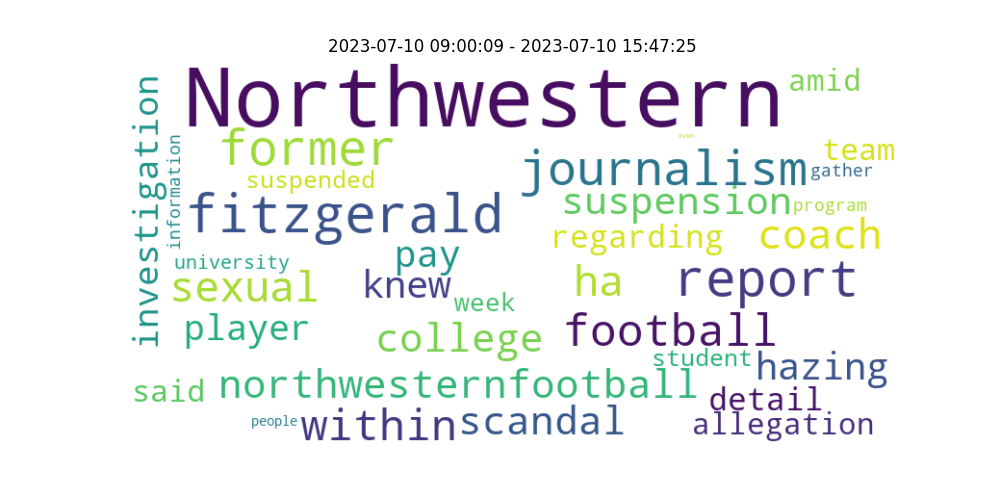 2023-07-10 09:00:09 - 2023-07-10 15:47:25
Northwestern
amid
investigation
information
former
even
journalism
team
gather
suspended
fitzgerald
suspension
program
regarding
coach
pay
university
sexual
knew
week
ha
report
player
college
football
student
hazing
said
northwesternfootball
detail
people
within
scandal
allegation